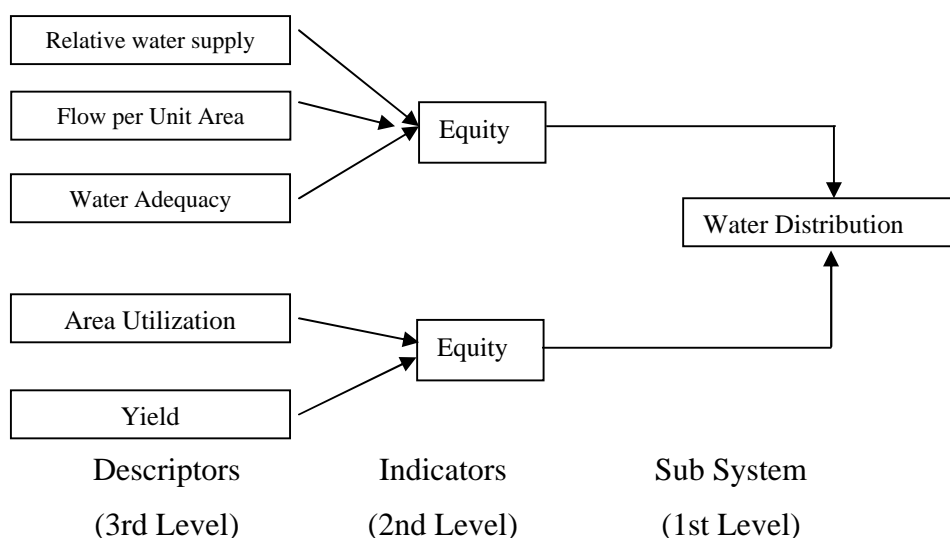 Relative water supply
Flow per Unit Area
Equity
Water Adequacy
Water Distribution
Area Utilization
Equity
Yield
Descriptors
Indicators
Sub System
(3rd Level)
(2nd Level)
(1st Level)